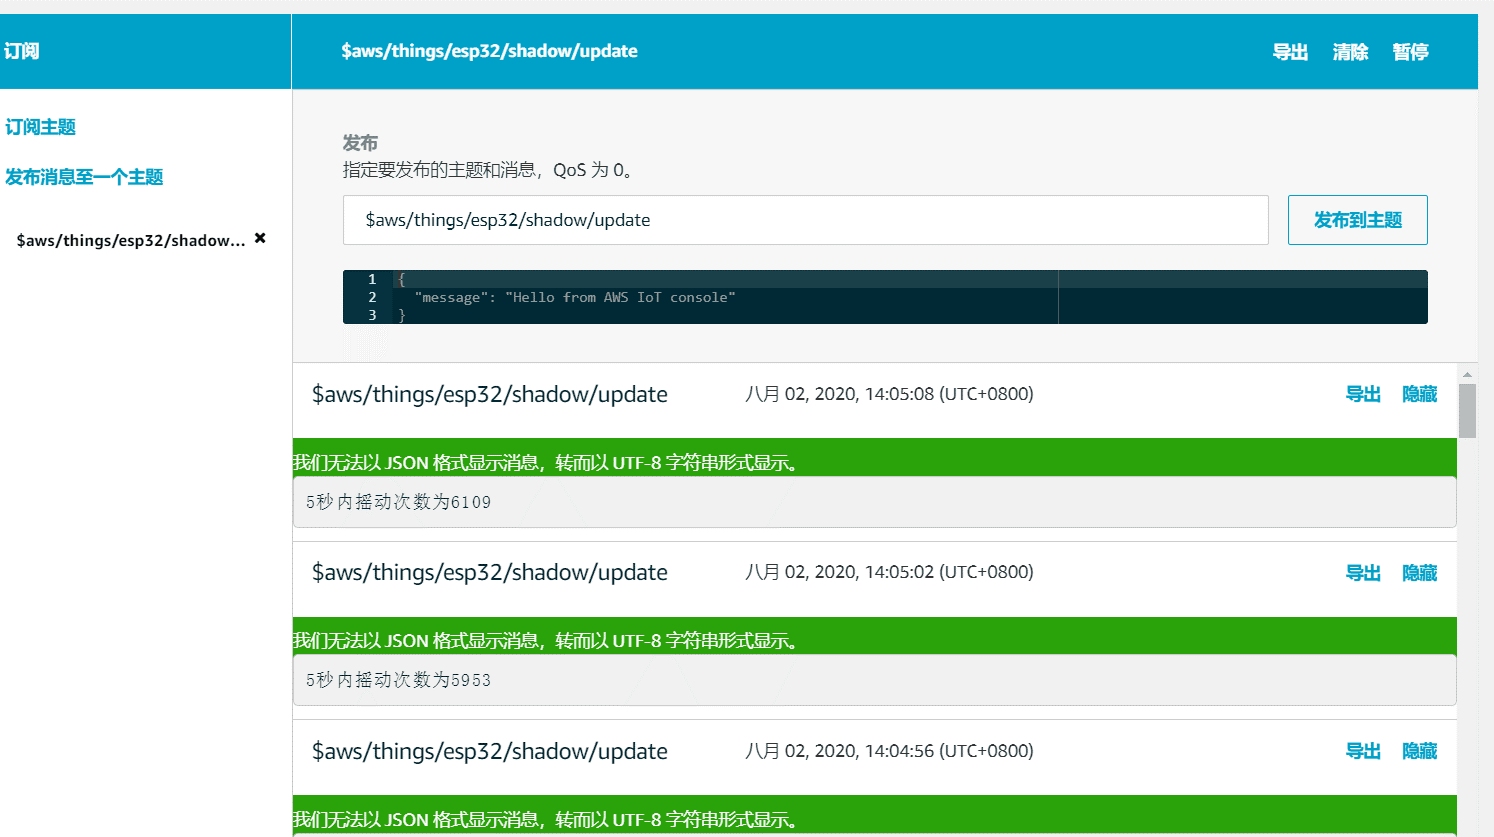 订阅
$aws/things/esp32/shadow/update
导出 清除 暂停
订阅主题
发布消息至一个主题
$aws/things/esp32/shadow... ✖
发布
指定要发布的主题和消息，QoS 为 0。
$aws/things/esp32/shadow/update
发布到主题
1 {
2 "message": "Hello from AWS IoT console"
3 }
$aws/things/esp32/shadow/update 八月 02, 2020, 14:05:08 (UTC+0800) 导出 隐藏
我们无法以 JSON 格式显示消息，转而以 UTF-8 字符串形式显示。
5秒内摇动次数为6109
$aws/things/esp32/shadow/update 八月 02, 2020, 14:05:02 (UTC+0800) 导出 隐藏
我们无法以 JSON 格式显示消息，转而以 UTF-8 字符串形式显示。
5秒内摇动次数为5953
$aws/things/esp32/shadow/update 八月 02, 2020, 14:04:56 (UTC+0800) 导出 隐藏
我们无法以 JSON 格式显示消息，转而以 UTF-8 字符串形式显示。